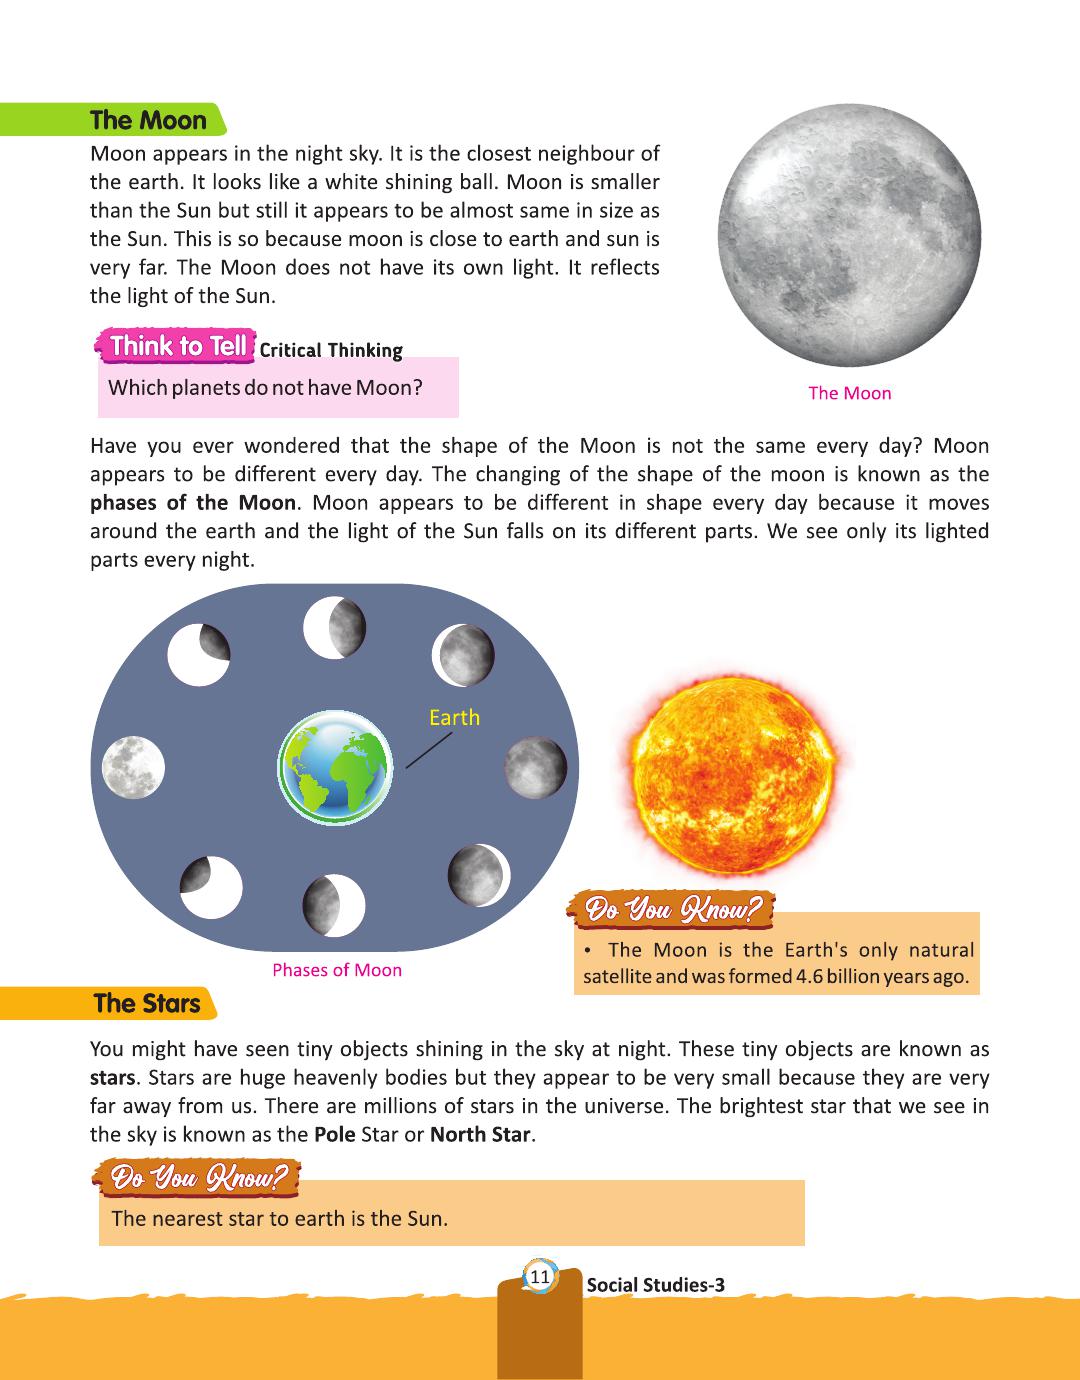 The Moon
Moon appears in the night sky. It is the closest neighbour of
the earth. It looks like a white shining ball. Moon is smaller
than the Sun but still it appears to be almost same in size as
the Sun. This is so because moon is close to earth and sun is
very far. The Moon does not have its own light. It reflects
the light of the Sun.
The Moon
Think to Tell Critical Thinking
Which planets do not have Moon?
Have you ever wondered that the shape of the Moon is not the same every day? Moon
appears to be different every day. The changing of the shape of the moon is known as the
phases of the Moon. Moon appears to be different in shape every day because it moves
around the earth and the light of the Sun falls on its different parts. We see only its lighted
parts every night.
Earth
Phases of Moon
Do You Know?
• The Moon is the Earth's only natural
satellite and was formed 4.6 billion years ago.
The Stars
You might have seen tiny objects shining in the sky at night. These tiny objects are known as
stars. Stars are huge heavenly bodies but they appear to be very small because they are very
far away from us. There are millions of stars in the universe. The brightest star that we see in
the sky is known as the Pole Star or North Star.
Do You Know?
The nearest star to earth is the Sun.
11
Social Studies-3